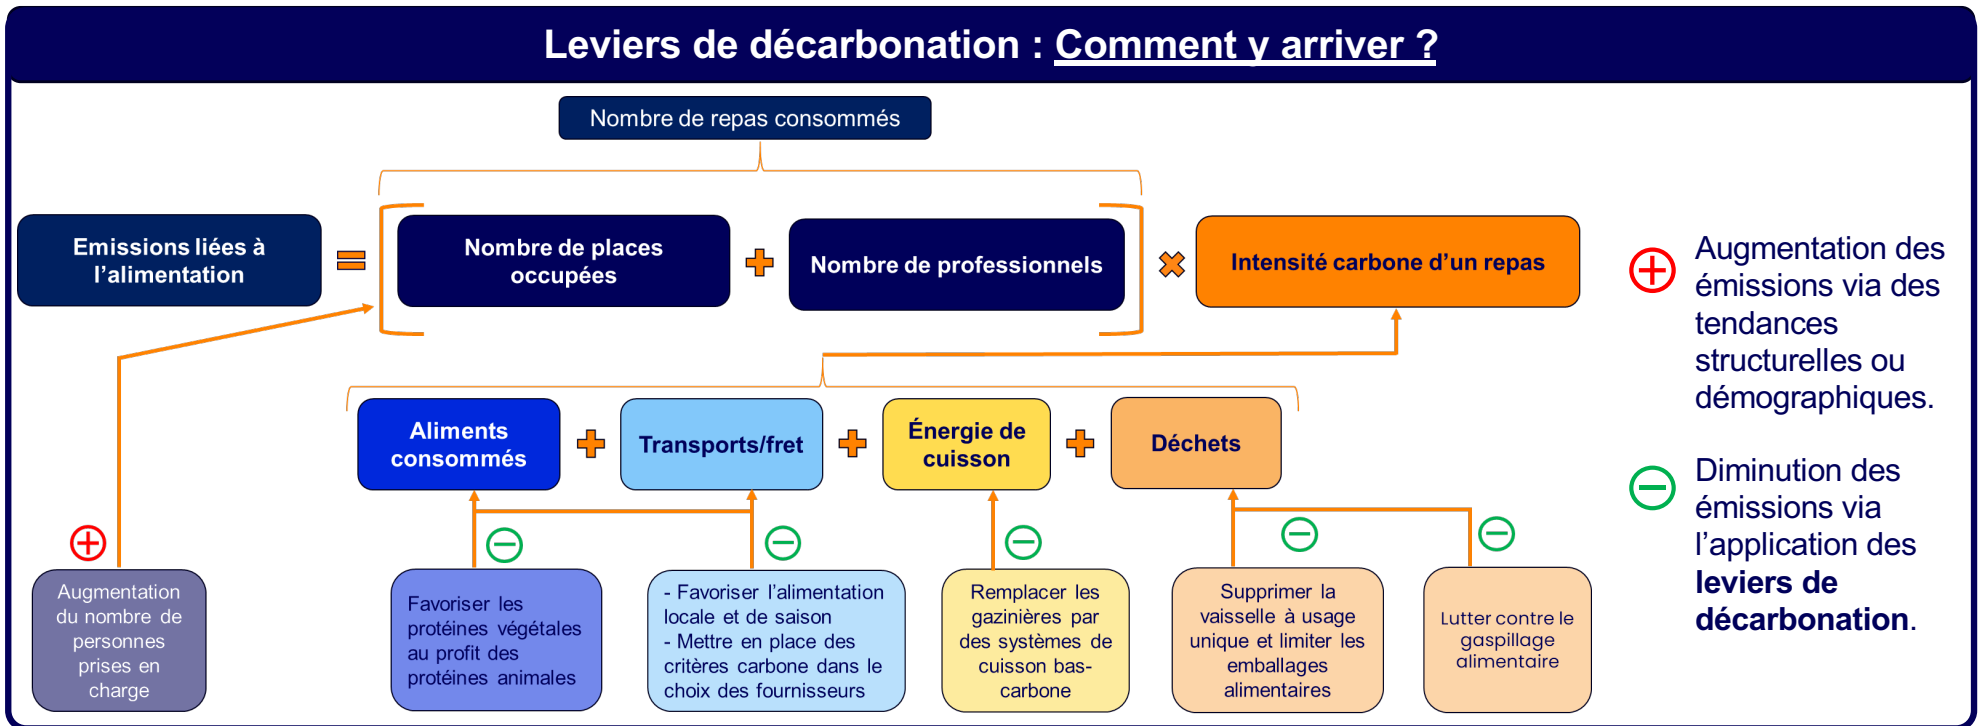 Leviers de décarbonation : Comment y arriver ?
Nombre de repas consommés
Emissions liées à
l’alimentation
=
Nombre de places
occupées
+
Nombre de professionnels
×
Intensité carbone d’un repas
Aliments
consommés
+
Transports/fret
+
Énergie de
cuisson
+
Déchets
+
Augmentation
du nombre de
personnes
prises en
charge
−
Favoriser les
protéines végétales
au profit des
protéines animales
−
- Favoriser l’alimentation
locale et de saison
- Mettre en place des
critères carbone dans le
choix des fournisseurs
−
Remplacer les
gazinières par
des systèmes de
cuisson bas-
carbone
−
Supprimer la
vaisselle à usage
unique et limiter les
emballages
alimentaires
−
Lutter contre le
gaspillage
alimentaire
+
Augmentation des
émissions via des
tendances
structurelles ou
démographiques.
−
Diminution des
émissions via
l’application des
leviers de
décarbonation.